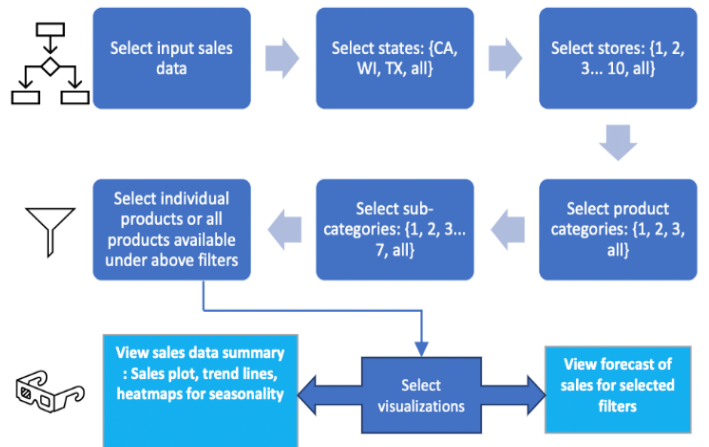 Select input sales
data
Select states: {CA,
WI, TX, all}
Select stores: {1, 2,
3... 10, all}
Select individual
products or all
products available
under above filters
Select sub-
categories: {1, 2, 3...
7, all}
Select product
categories: {1, 2, 3,
all}
View sales data summary
: Sales plot, trend lines,
heatmaps for seasonality
Select
visualizations
View forecast of
sales for selected
filters